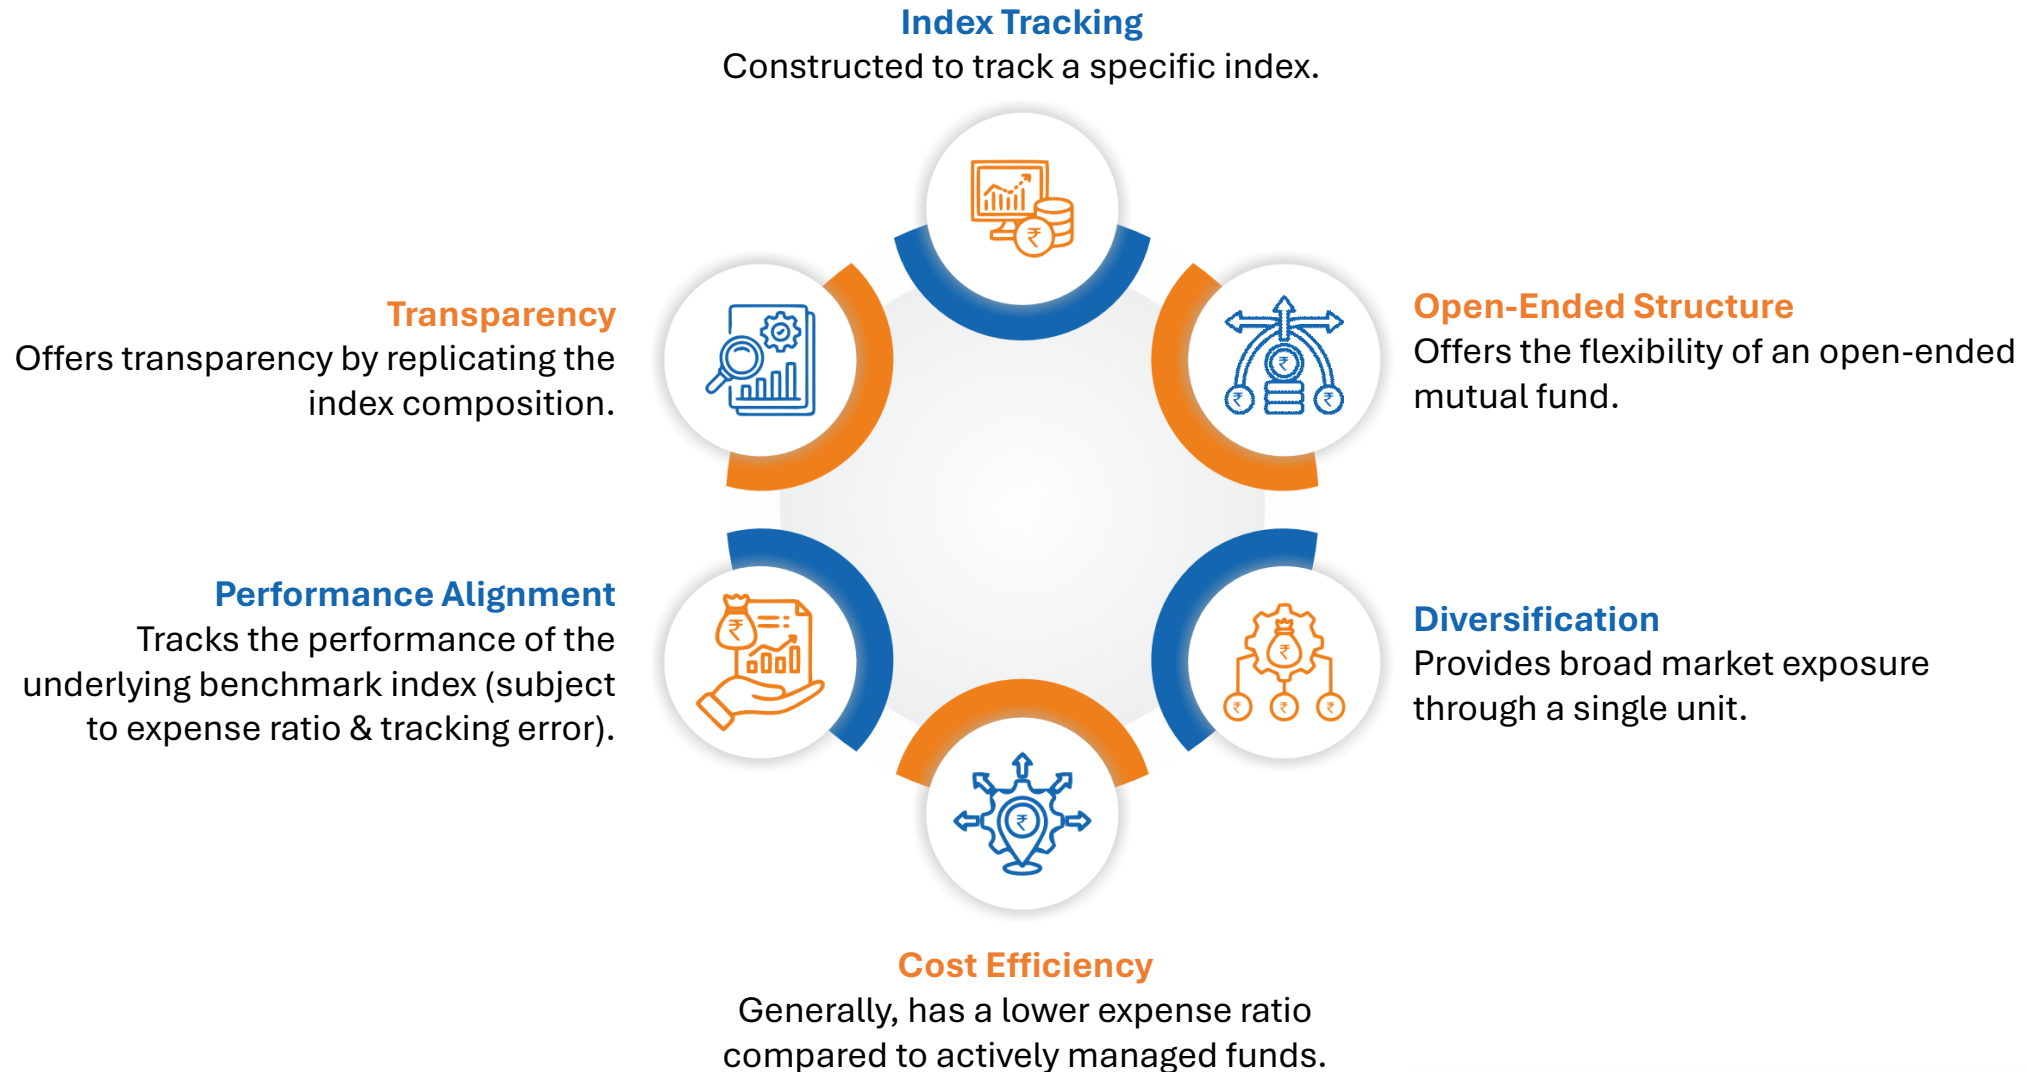 Index Tracking
Constructed to track a specific index.
Transparency
Offers transparency by replicating the
index composition.
Open-Ended Structure
Offers the flexibility of an open-ended
mutual fund.
Performance Alignment
Tracks the performance of the
underlying benchmark index (subject
to expense ratio & tracking error).
Diversification
Provides broad market exposure
through a single unit.
Cost Efficiency
Generally, has a lower expense ratio
compared to actively managed funds.